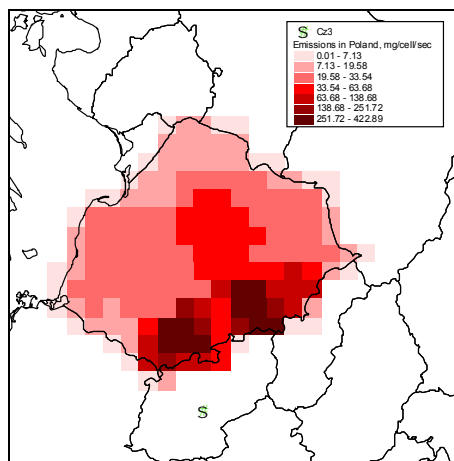 Cz3
Emissions in Poland, mg/cell/sec
0.01 - 7.13
7.13 - 19.58
19.58 - 33.54
33.54 - 63.68
63.68 - 138.68
138.68 - 251.72
251.72 - 422.89